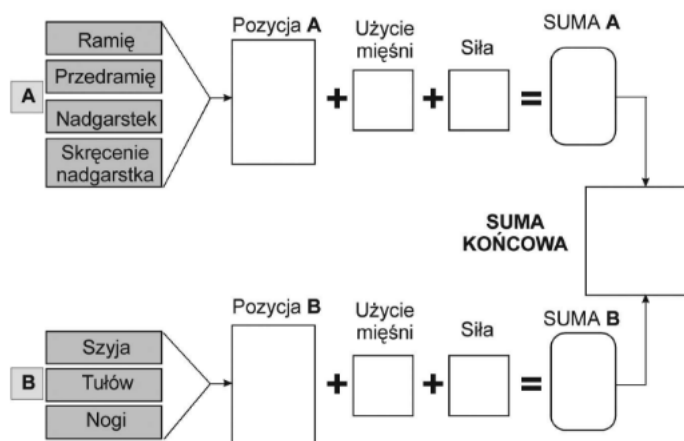 A
Ramię
Przedramię
Nadgarstek
Skręcenie
nadgarstka
Pozycja A
+
Użycie
mięśni
+
Siła
=
SUMA A
SUMA
KOŃCOWA
B
Szyja
Tułów
Nogi
Pozycja B
+
Użycie
mięśni
+
Siła
=
SUMA B